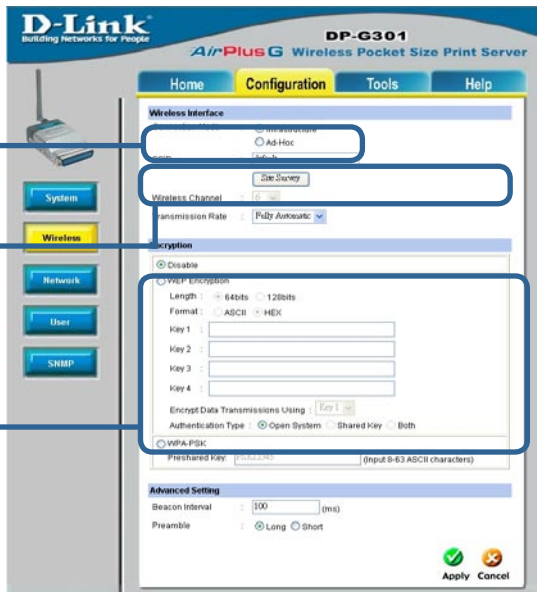 D-Link
Building Networks for People
DP-G301
AirPlus G Wireless Pocket Size Print Server
Home Configuration Tools Help
System
Wireless
Network
User
SNMP
Wireless Interface
Infrastructure
Ad-Hoc
Site Survey
Wireless Channel : 6
Transmission Rate : Fully Automatic
Encryption
Disable
WEP Encryption
Length : 64bits 128bits
Format : ASCII HEX
Key 1 :
Key 2 :
Key 3 :
Key 4 :
Encrypt Data Transmissions Using : Key 1
Authentication Type : Open System Shared Key Both
WPA-PSK
Preshared Key: (Input 8-63 ASCII characters)
Advanced Setting
Beacon Interval : 100 (ms)
Preamble : Long Short
Apply Cancel